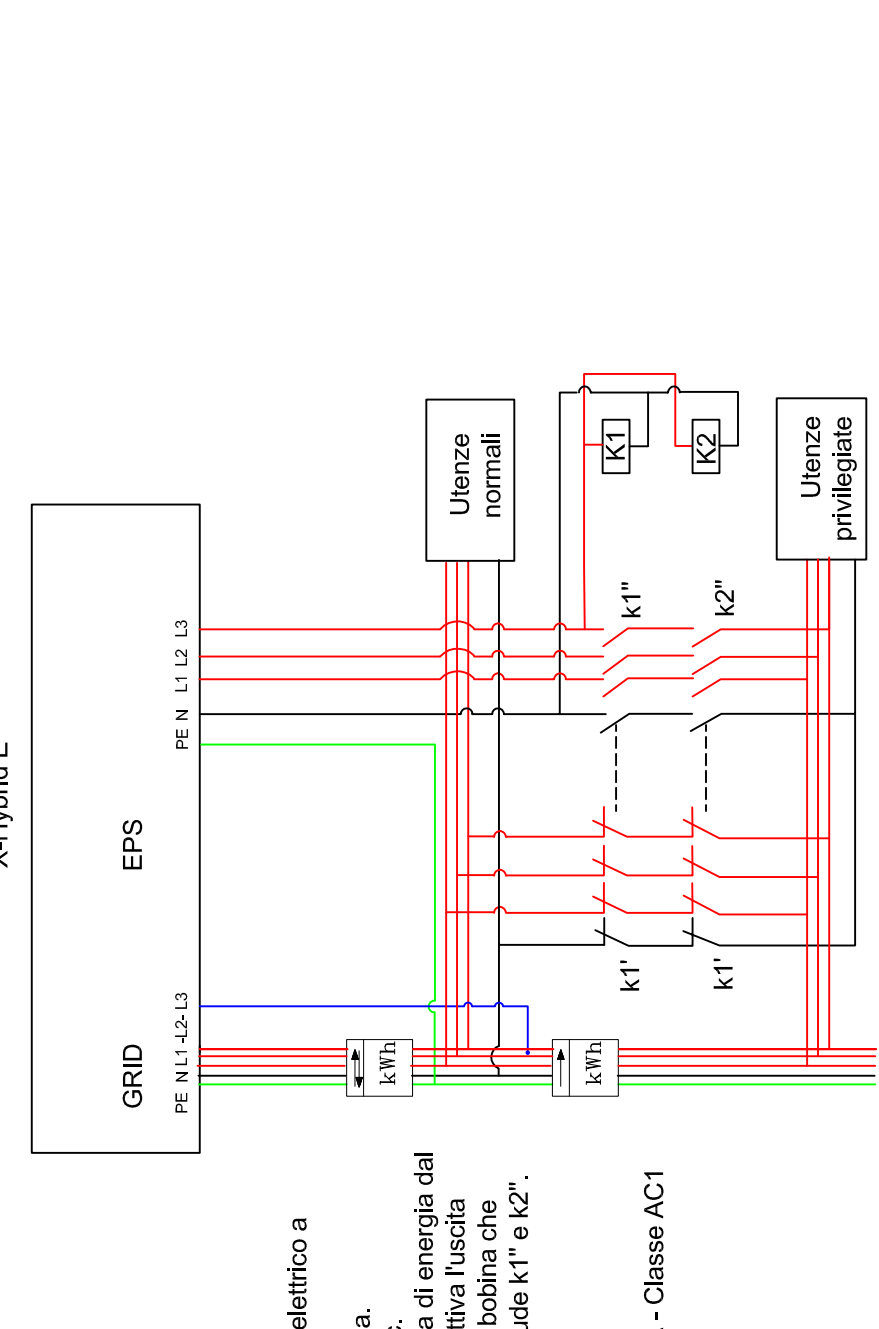 X-Hybrid E
EPS
GRID
PE N L1 -L2- L3
PE N L1 L2 L3
kWh
kWh
Utenze
normali
K1
K2
Utenze
privilegiate
k1"
k2"
k1'
k1'
elettrico a
a.
a di energia dal
ttiva l'uscita
bobina che
ude k1" e k2".
- Classe AC1